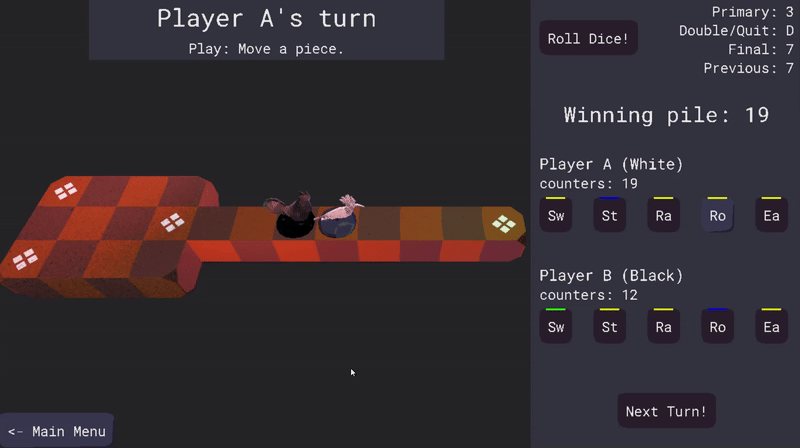 Player A's turn
Play: Move a piece.
Roll Dice!
Primary: 3
Double/Quit: D
Final: 7
Previous: 7
Winning pile: 19
Player A (White)
counters: 19
Sw St Ra Ro Ea
Player B (Black)
counters: 12
Sw St Ra Ro Ea
Next Turn!
<- Main Menu